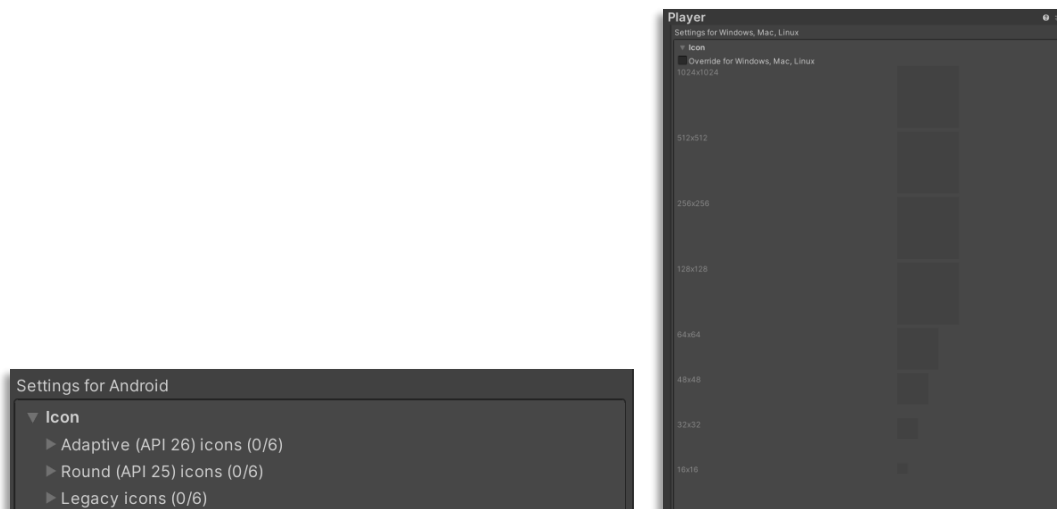 Settings for Android
Icon
Adaptive (API 26) icons (0/6)
Round (API 25) icons (0/6)
Legacy icons (0/6)
Player
Settings for Windows, Mac, Linux
Icon
Override for Windows, Mac, Linux
1024x1024
512x512
256x256
128x128
64x64
48x48
32x32
16x16